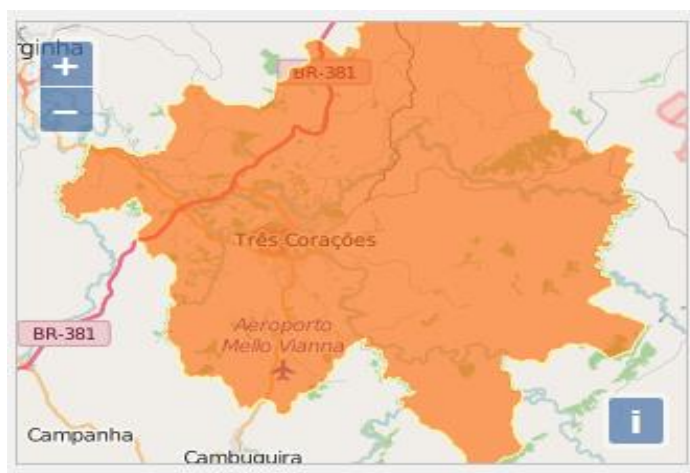 ginha
+
BR-381
−
Três Corações
BR-381
Aeroporto
Mello Vianna
i
Campanha
Cambuquira